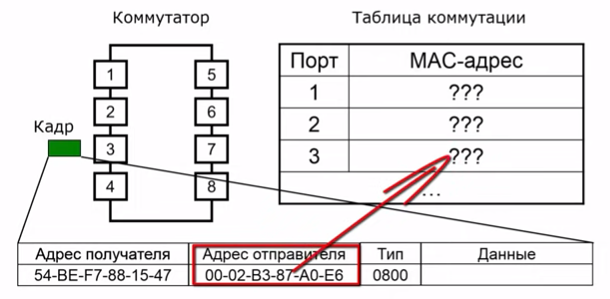 Коммутатор
Таблица коммутации
1 5
2 6
3 7
4 8
Кадр
Порт MAC-адрес
1 ???
2 ???
3 ???
...
Адрес получателя Адрес отправителя Тип Данные
54-BE-F7-88-15-47 00-02-B3-87-A0-E6 0800